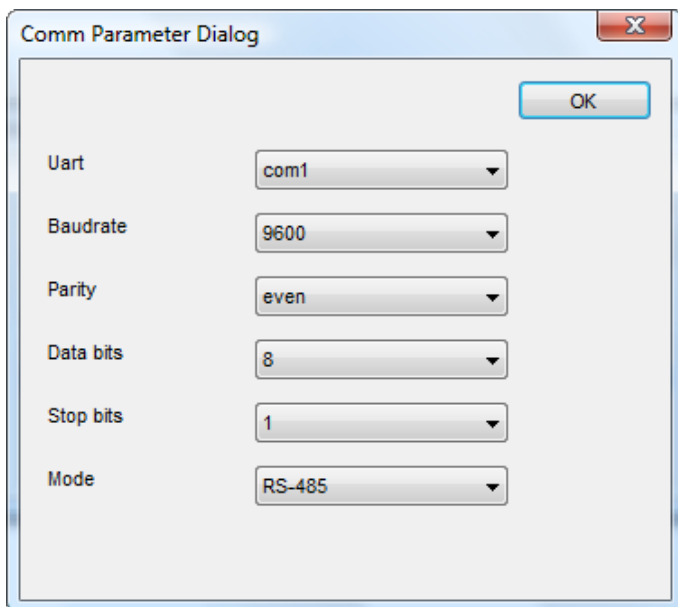 Comm Parameter Dialog
OK
Uart com1
Baudrate 9600
Parity even
Data bits 8
Stop bits 1
Mode RS-485